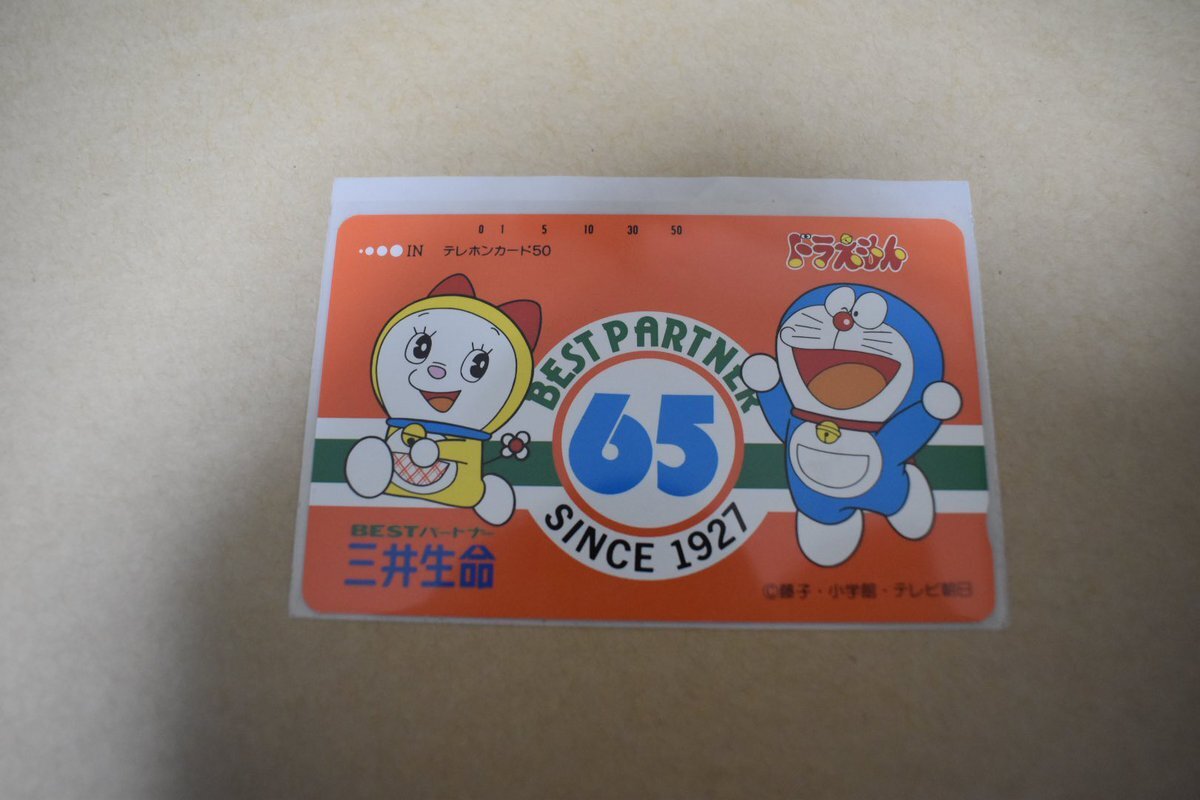 0 1 5 10 30 50
IN テレホンカード50
ドラえもん
BEST PARTNER
65
SINCE 1927
BESTパートナー
三井生命
©藤子・小学館・テレビ朝日